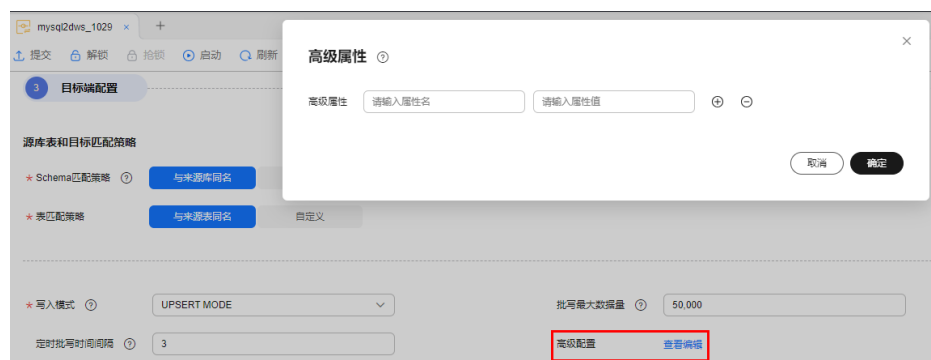 mysql2dws_1029 × +
提交 解锁 抢锁 启动 刷新
3 目标端配置
高级属性 ?
高级属性 请输入属性名 请输入属性值
取消 确定
源库表和目标匹配策略
* Schema匹配策略 ? 与来源库同名
* 表匹配策略 与来源表同名 自定义
* 写入模式 ? UPSERT MODE 批写最大数据量 ? 50,000
定时批写时间间隔 ? 3 高级配置 查看编辑